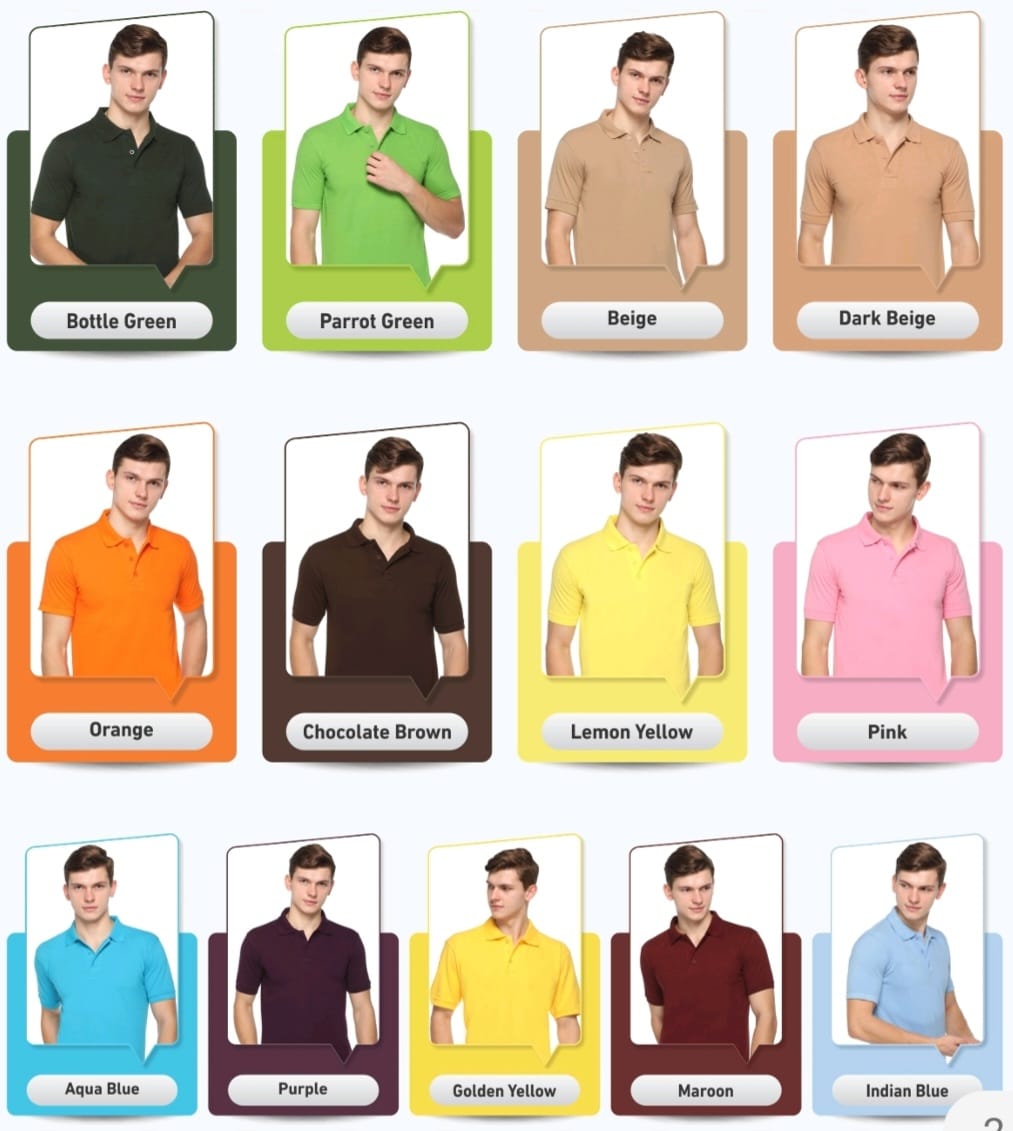 Bottle Green
Parrot Green
Beige
Dark Beige
Orange
Chocolate Brown
Lemon Yellow
Pink
Aqua Blue
Purple
Golden Yellow
Maroon
Indian Blue